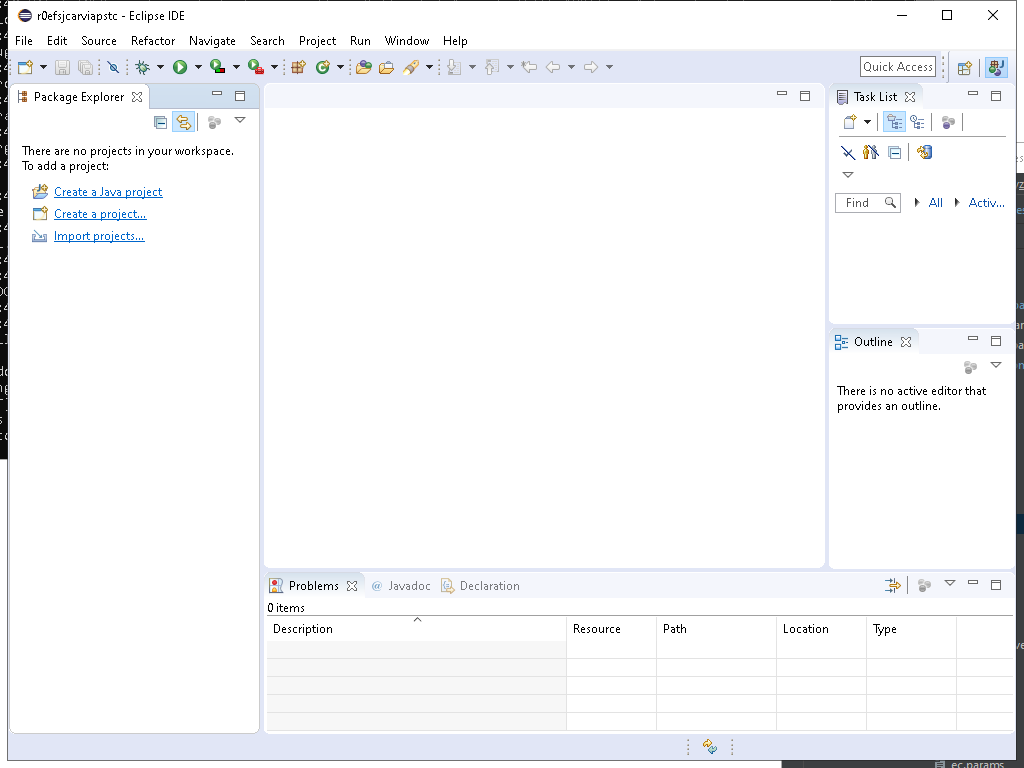 r0efsjcarviapstc - Eclipse IDE
File Edit Source Refactor Navigate Search Project Run Window Help
Quick Access
Package Explorer
There are no projects in your workspace.
To add a project:
Create a Java project
Create a project...
Import projects...
Task List
Find All Activ...
Outline
There is no active editor that
provides an outline.
Problems @ Javadoc Declaration
0 items
Description Resource Path Location Type
ec.params